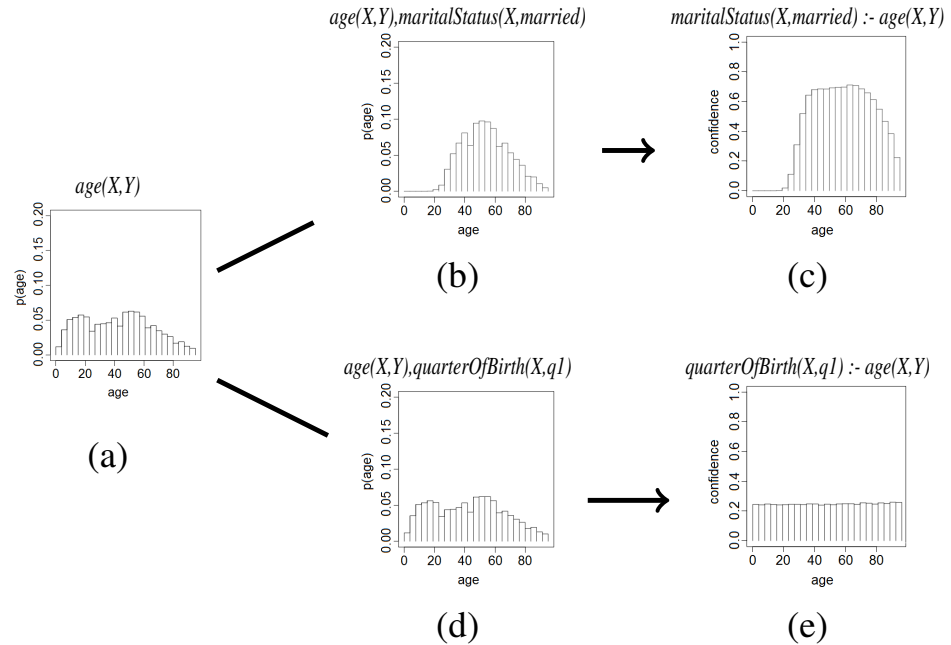 age(X,Y),maritalStatus(X,married)
maritalStatus(X,married) :- age(X,Y)
0.00 0.05 0.10 0.15 0.20
p(age)
0 20 40 60 80
age
(b)
0.0 0.2 0.4 0.6 0.8 1.0
confidence
0 20 40 60 80
age
(c)
age(X,Y)
0.00 0.05 0.10 0.15 0.20
p(age)
0 20 40 60 80
age
(a)
age(X,Y),quarterOfBirth(X,q1)
quarterOfBirth(X,q1) :- age(X,Y)
0.00 0.05 0.10 0.15 0.20
p(age)
0 20 40 60 80
age
(d)
0.0 0.2 0.4 0.6 0.8 1.0
confidence
0 20 40 60 80
age
(e)